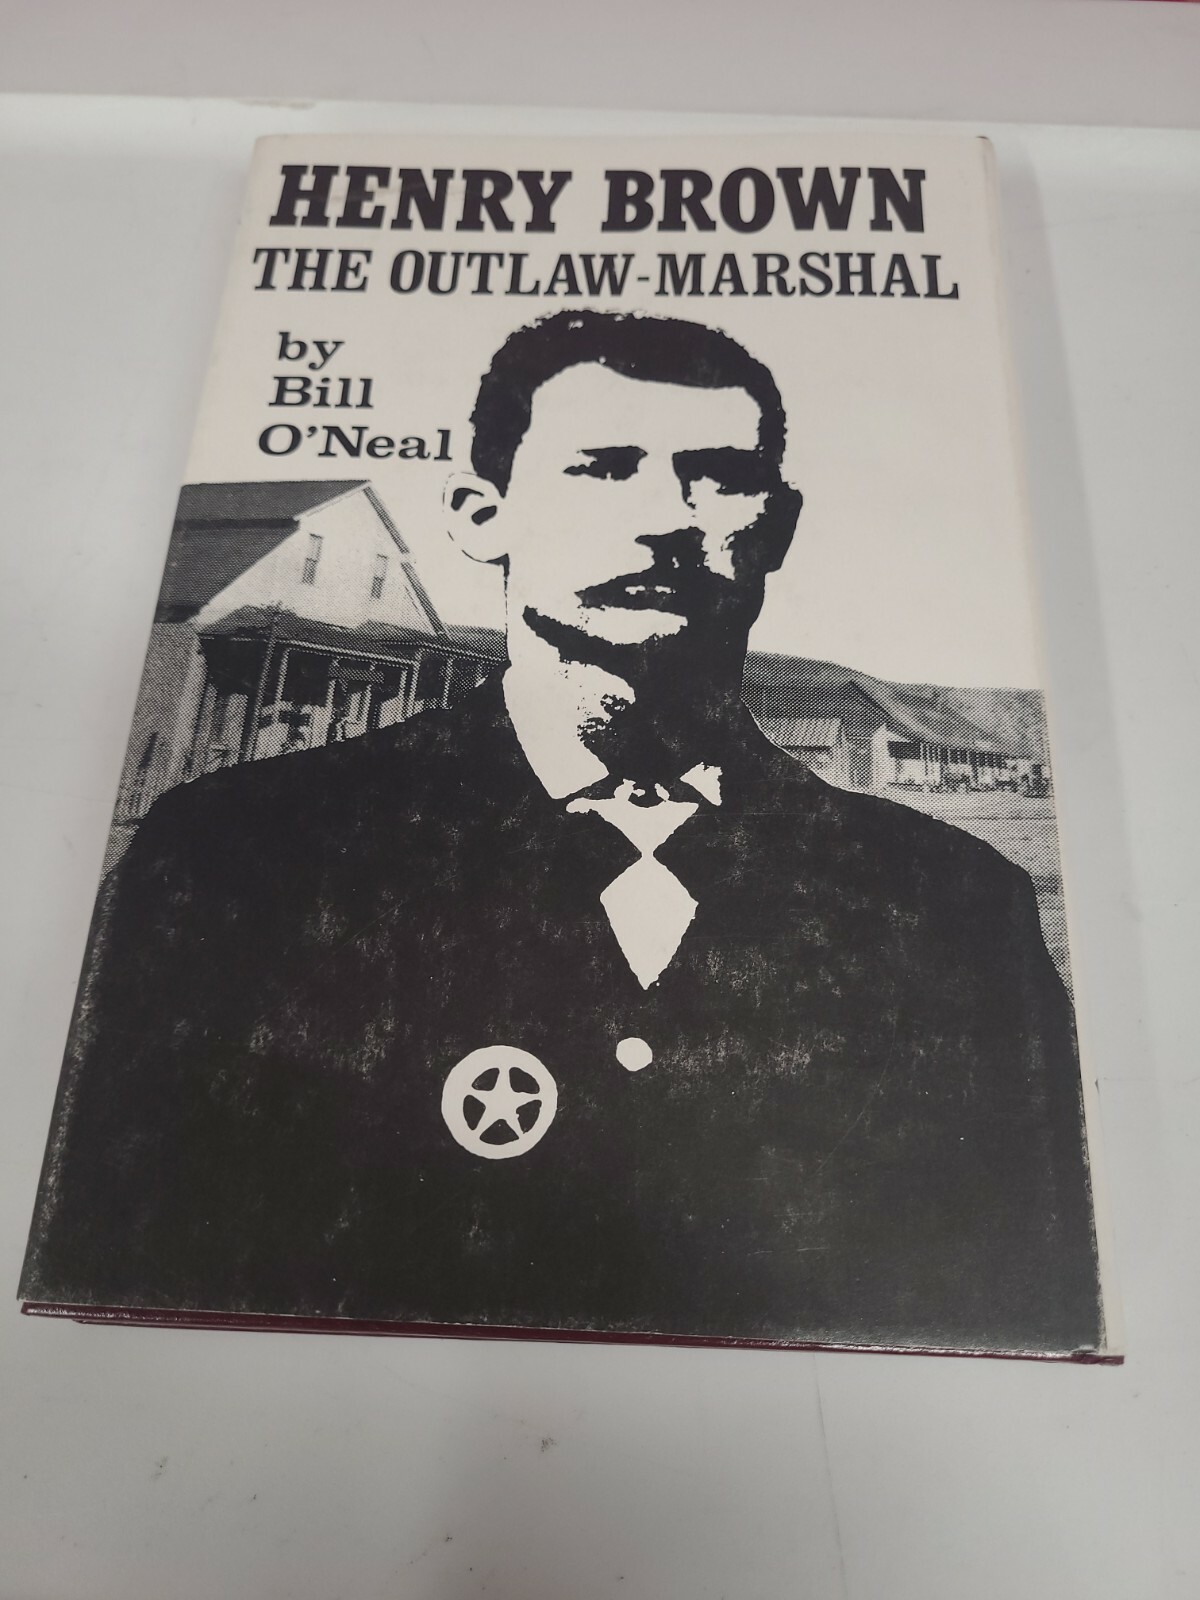 HENRY BROWN
THE OUTLAW-MARSHAL
by
Bill
O'Neal